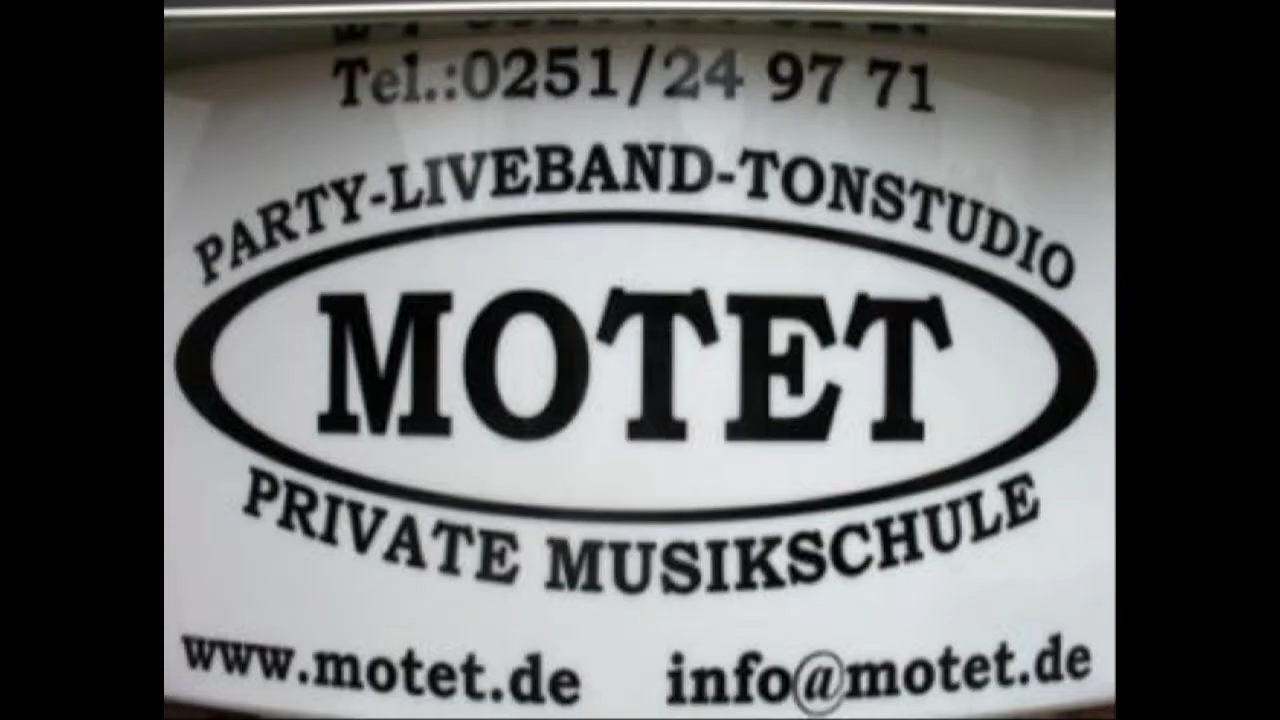 Tel.:0251/24 97 71
PARTY-LIVEBAND-TONSTUDIO
MOTET
PRIVATE MUSIKSCHULE
www.motet.de info@motet.de